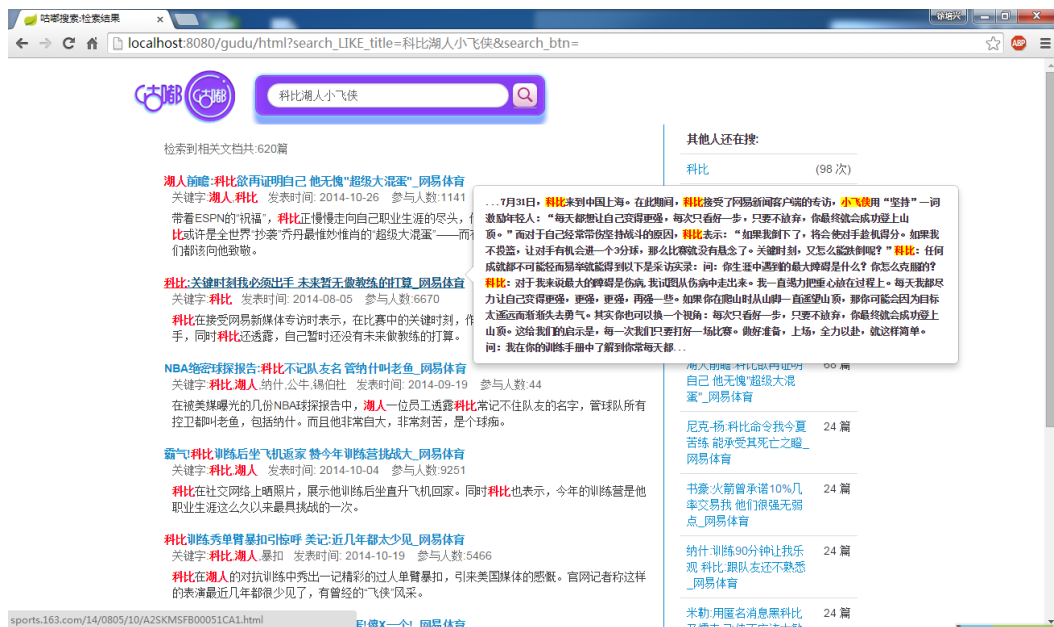 咕嘟搜索:检索结果
徐培兴
localhost:8080/gudu/html?search_LIKE_title=科比湖人小飞侠&search_btn=
ABP
咕嘟 咕嘟
科比湖人小飞侠
检索到相关文档共:620篇
湖人前瞻:科比欲再证明自己 他无愧"超级大混蛋"_网易体育
关键字:湖人,科比 发表时间: 2014-10-26 参与人数:1141
带着ESPN的“祝福”，科比正慢慢走向自己职业生涯的尽头，
比或许是全世界“抄袭”乔丹最惟妙惟肖的“超级大混蛋”——而
们都该向他致敬。
科比:关键时刻我必须出手 未来暂无做教练的打算_网易体育
关键字:科比 发表时间: 2014-08-05 参与人数:6670
科比在接受网易新媒体专访时表示，在比赛中的关键时刻，
手，同时科比还透露，自己暂时还没有未来做教练的打算。
NBA绝密球探报告:科比不记队友名 管纳什叫老鱼_网易体育
关键字:科比,湖人,纳什,公牛,锡伯杜 发表时间: 2014-09-19 参与人数:44
在被美媒曝光的几份NBA球探报告中，湖人一位员工透露科比常记不住队友的名字，管球队所有
控卫都叫老鱼，包括纳什。而且他非常自大，非常刻苦，是个球痴。
霸气!科比训练后坐飞机返家 赞今年训练营挑战大_网易体育
关键字:科比,湖人 发表时间: 2014-10-04 参与人数:9251
科比在社交网络上晒照片，展示他训练后坐直升飞机回家。同时科比也表示，今年的训练营是他
职业生涯这么久以来最具挑战的一次。
科比训练秀单臂暴扣引惊呼 美记:近几年都太少见_网易体育
关键字:科比,湖人,暴扣 发表时间: 2014-10-19 参与人数:5466
科比在湖人的对抗训练中秀出一记精彩的过人单臂暴扣，引来美国媒体的感慨。官网记者称这样
的表演最近几年都很少见了，有曾经的“飞侠”风采。
网易体育
sports.163.com/14/0805/10/A2SKMSFB00051CA1.html
...7月31日，科比来到中国上海。在此期间，科比接受了网易新闻客户端的专访，小飞侠用“坚持”一词
激励年轻人：“每天都想让自己变得更强，每次只看好一步，只要不放弃，你最终就会成功登上山
顶。”而对于自己经常带伤坚持战斗的原因，科比表示：“如果我倒下了，将会使对手趁机得分。如果我
不投篮，让对手有机会进一个3分球，那么比赛就没有悬念了。关键时刻，又怎么能跌倒呢？”科比：任何
成就都不可能轻而易举就能得到以下是采访实录：问：你生涯中遇到的最大障碍是什么？你怎么克服的？
科比：对于我来说最大的障碍是伤病，我试图从伤病中走出来。我一直竭力把重心放在过程上。每天我都尽
力让自己变得更强，更强，更强，再强一些。如果你在爬山时从山脚一直遥望山顶，那你可能会因为目标
太遥远而渐渐失去勇气。其实你也可以换一个视角：每次只看好一步，只要不放弃，你最终就会成功登上
山顶。这给我们的启示是，每一次我们只要打好一场比赛。做好准备，上场，全力以赴，就这样简单。
问：我在你的训练手册中了解到你常每天都...
其他人还在搜:
科比 (98 次)
湖人前瞻:科比欲再证明 68 篇
自己 他无愧"超级大混
蛋"_网易体育
尼克-杨:科比命令我今夏 24 篇
苦练 能承受其死亡之瞪_
网易体育
书豪:火箭曾承诺10%几 24 篇
率交易我 他们很强无弱
点_网易体育
纳什:训练90分钟让我乐 24 篇
观 科比:跟队友还不熟悉
_网易体育
米勒:用匿名消息黑科比 24 篇